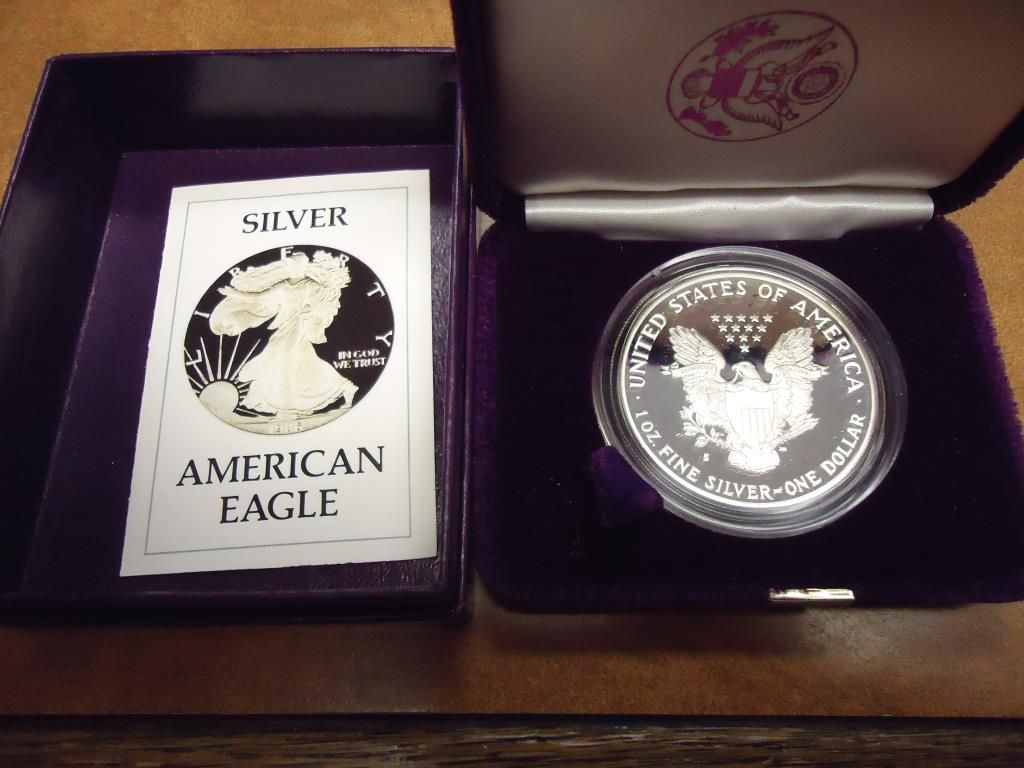 SILVER
LIBERTY
IN GOD
WE TRUST
AMERICAN
EAGLE
UNITED STATES OF AMERICA
1 OZ. FINE SILVER~ONE DOLLAR
S